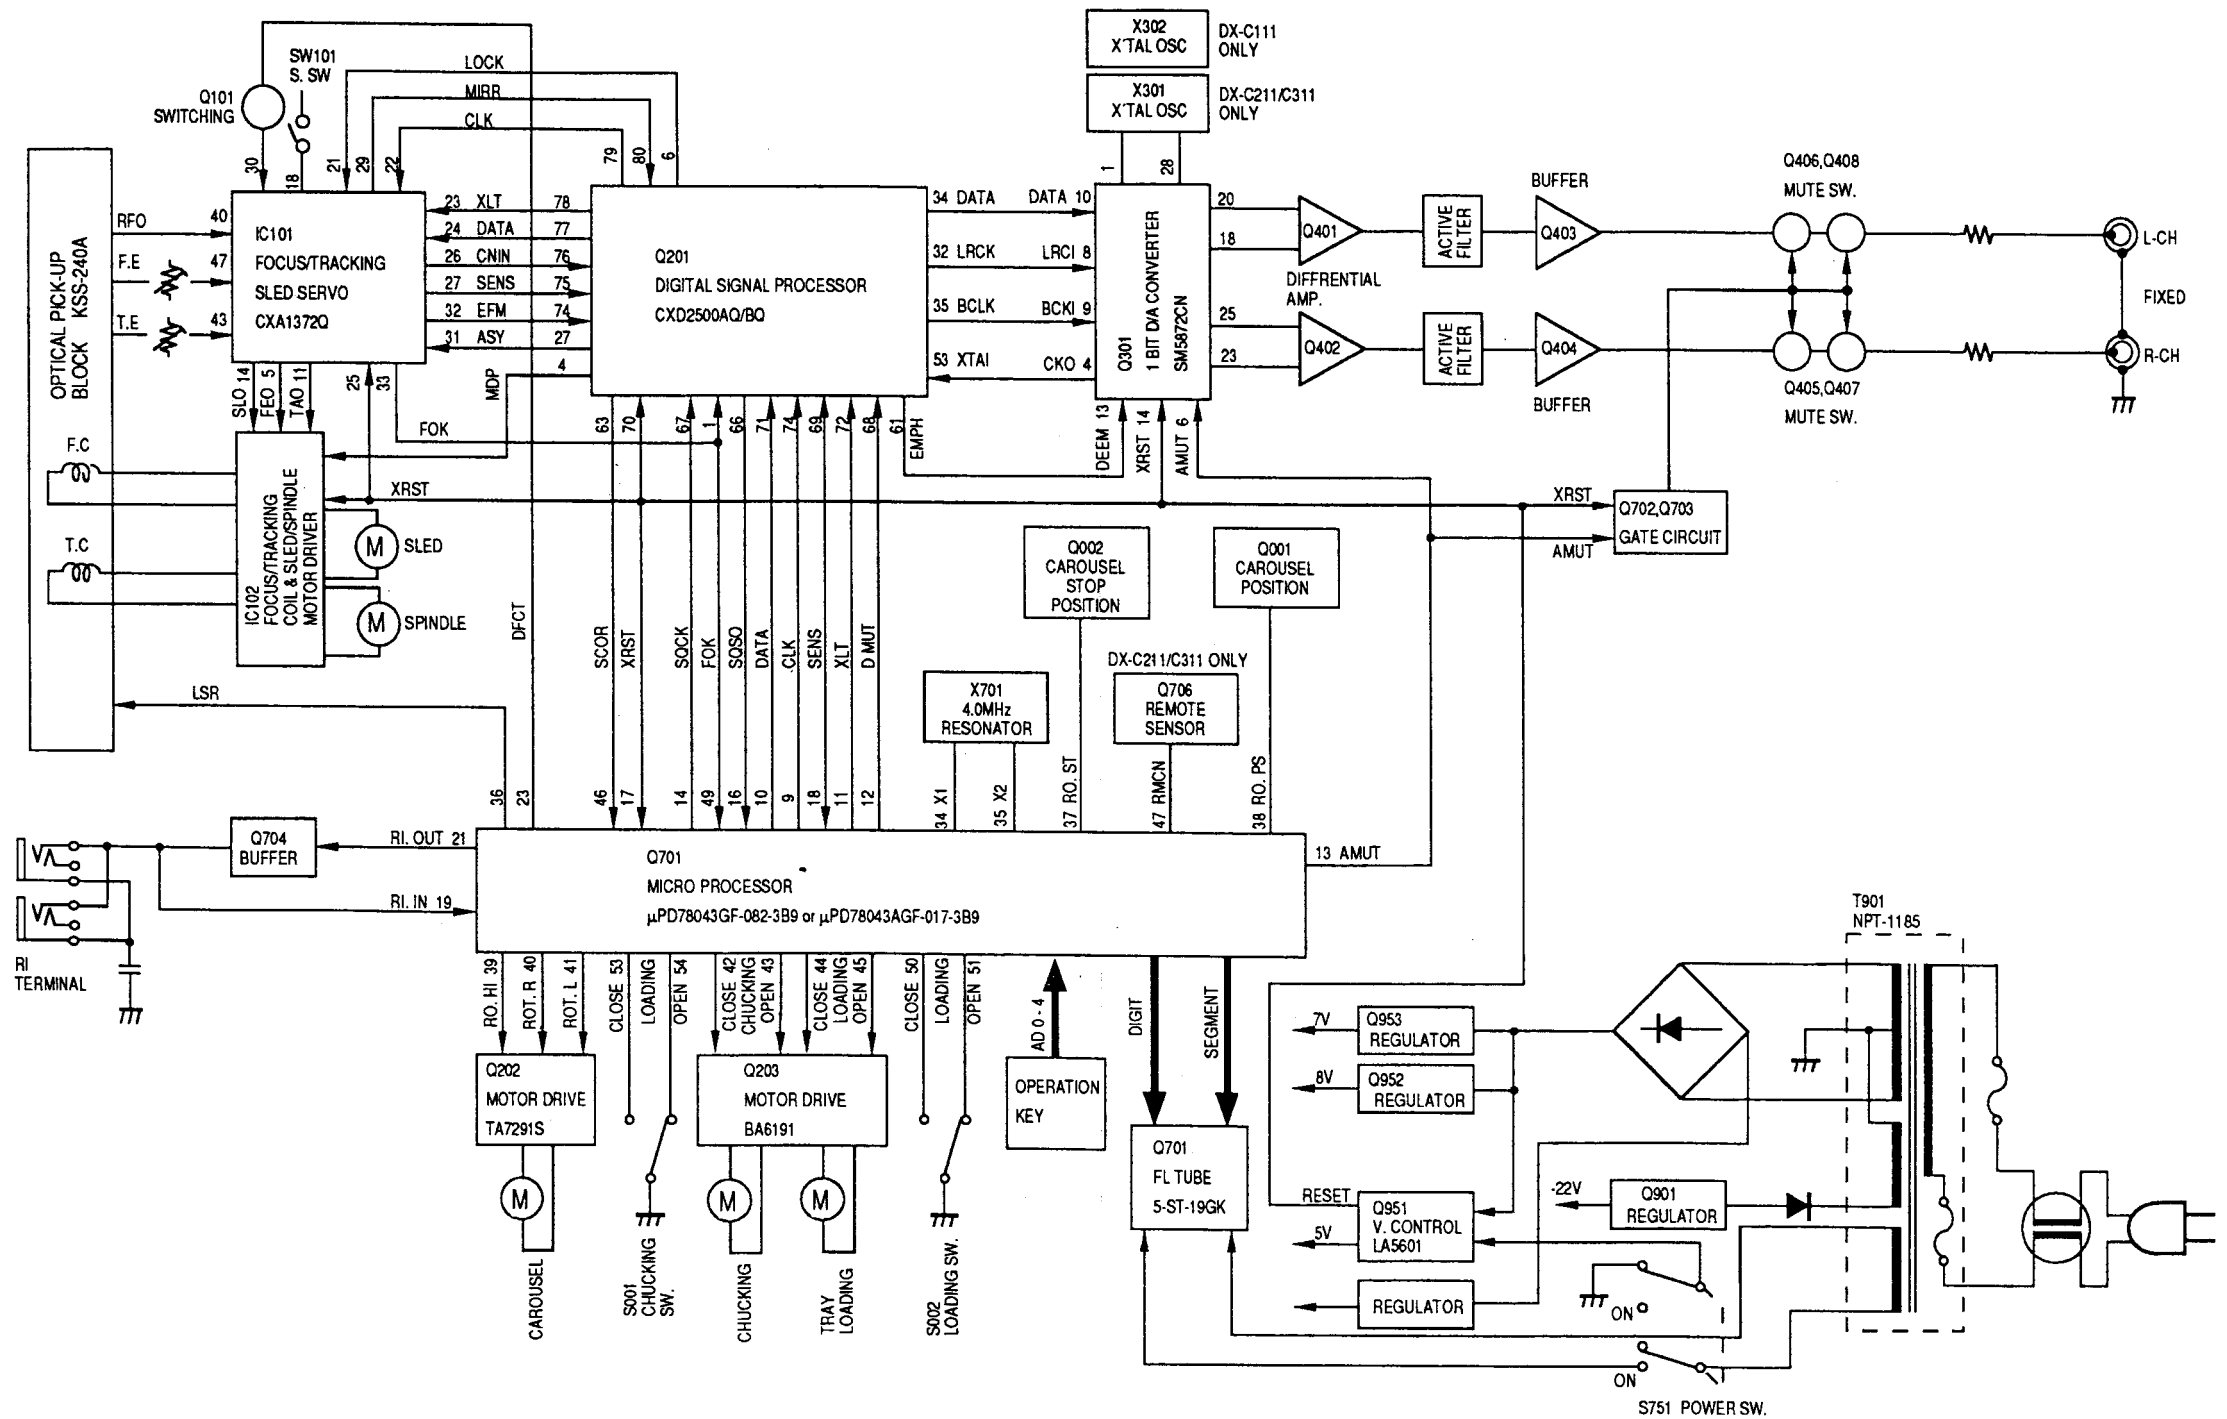 X302
X'TAL OSC
DX-C111
ONLY
X301
X'TAL OSC
DX-C211/C311
ONLY
SW101
S. SW
Q101
SWITCHING
LOCK
MIRR
CLK
30
18
21
29
22
79
80
6
1
28
OPTICAL PICK-UP
BLOCK KSS-240A
RFO
40
F.E
47
T.E
43
IC101
FOCUS/TRACKING
SLED SERVO
CXA1372Q
23 XLT 78
24 DATA 77
26 CNIN 76
27 SENS 75
32 EFM 74
31 ASY 27
MDP
4
Q201
DIGITAL SIGNAL PROCESSOR
CXD2500AQ/BQ
34 DATA
DATA 10
32 LRCK
LRCI 8
35 BCLK
BCKI 9
53 XTAI
CKO 4
Q301
1 BIT D/A CONVERTER
SM5872CN
20
18
25
23
Q401
DIFFRENTIAL
AMP.
Q402
ACTIVE
FILTER
ACTIVE
FILTER
BUFFER
Q403
Q404
BUFFER
Q406,Q408
MUTE SW.
Q405,Q407
MUTE SW.
L-CH
FIXED
R-CH
SLO 14
FEO 5
TAO 11
25
33
FOK
63
70
67
1
66
71
74
69
72
68
61
EMPH
DEEM 13
XRST 14
AMUT 6
F.C
T.C
IC102
FOCUS/TRACKING
COIL & SLED/SPINDLE
MOTOR DRIVER
XRST
M
SLED
M
SPINDLE
XRST
AMUT
Q702,Q703
GATE CIRCUIT
Q002
CAROUSEL
STOP
POSITION
Q001
CAROUSEL
POSITION
LSR
DFCT
SCOR
XRST
SQCK
FOK
SQSO
DATA
CLK
SENS
XLT
D.MUT
X701
4.0MHz
RESONATOR
DX-C211/C311 ONLY
Q706
REMOTE
SENSOR
36
23
46
17
14
49
16
10
9
18
11
12
34 X1
35 X2
37 RO. ST
47 RMCN
38 RO. PS
Q704
BUFFER
RI. OUT 21
RI. IN 19
RI
TERMINAL
Q701
MICRO PROCESSOR
μPD78043GF-082-3B9 or μPD78043AGF-017-3B9
13 AMUT
RO. HI 39
ROT. R 40
ROT. L 41
CLOSE 53
LOADING
OPEN 54
CLOSE 42
CHUCKING
OPEN 43
CLOSE 44
LOADING
OPEN 45
CLOSE 50
LOADING
OPEN 51
AD 0 - 4
DIGIT
SEGMENT
Q202
MOTOR DRIVE
TA7291S
Q203
MOTOR DRIVE
BA6191
OPERATION
KEY
Q701
FL TUBE
5-ST-19GK
M
M
M
CAROUSEL
S001
CHUCKING
SW.
CHUCKING
TRAY
LOADING
S002
LOADING SW.
7V
Q953
REGULATOR
8V
Q952
REGULATOR
RESET
5V
Q951
V. CONTROL
LA5601
REGULATOR
-22V
Q901
REGULATOR
T901
NPT-1185
ON
ON
S751 POWER SW.